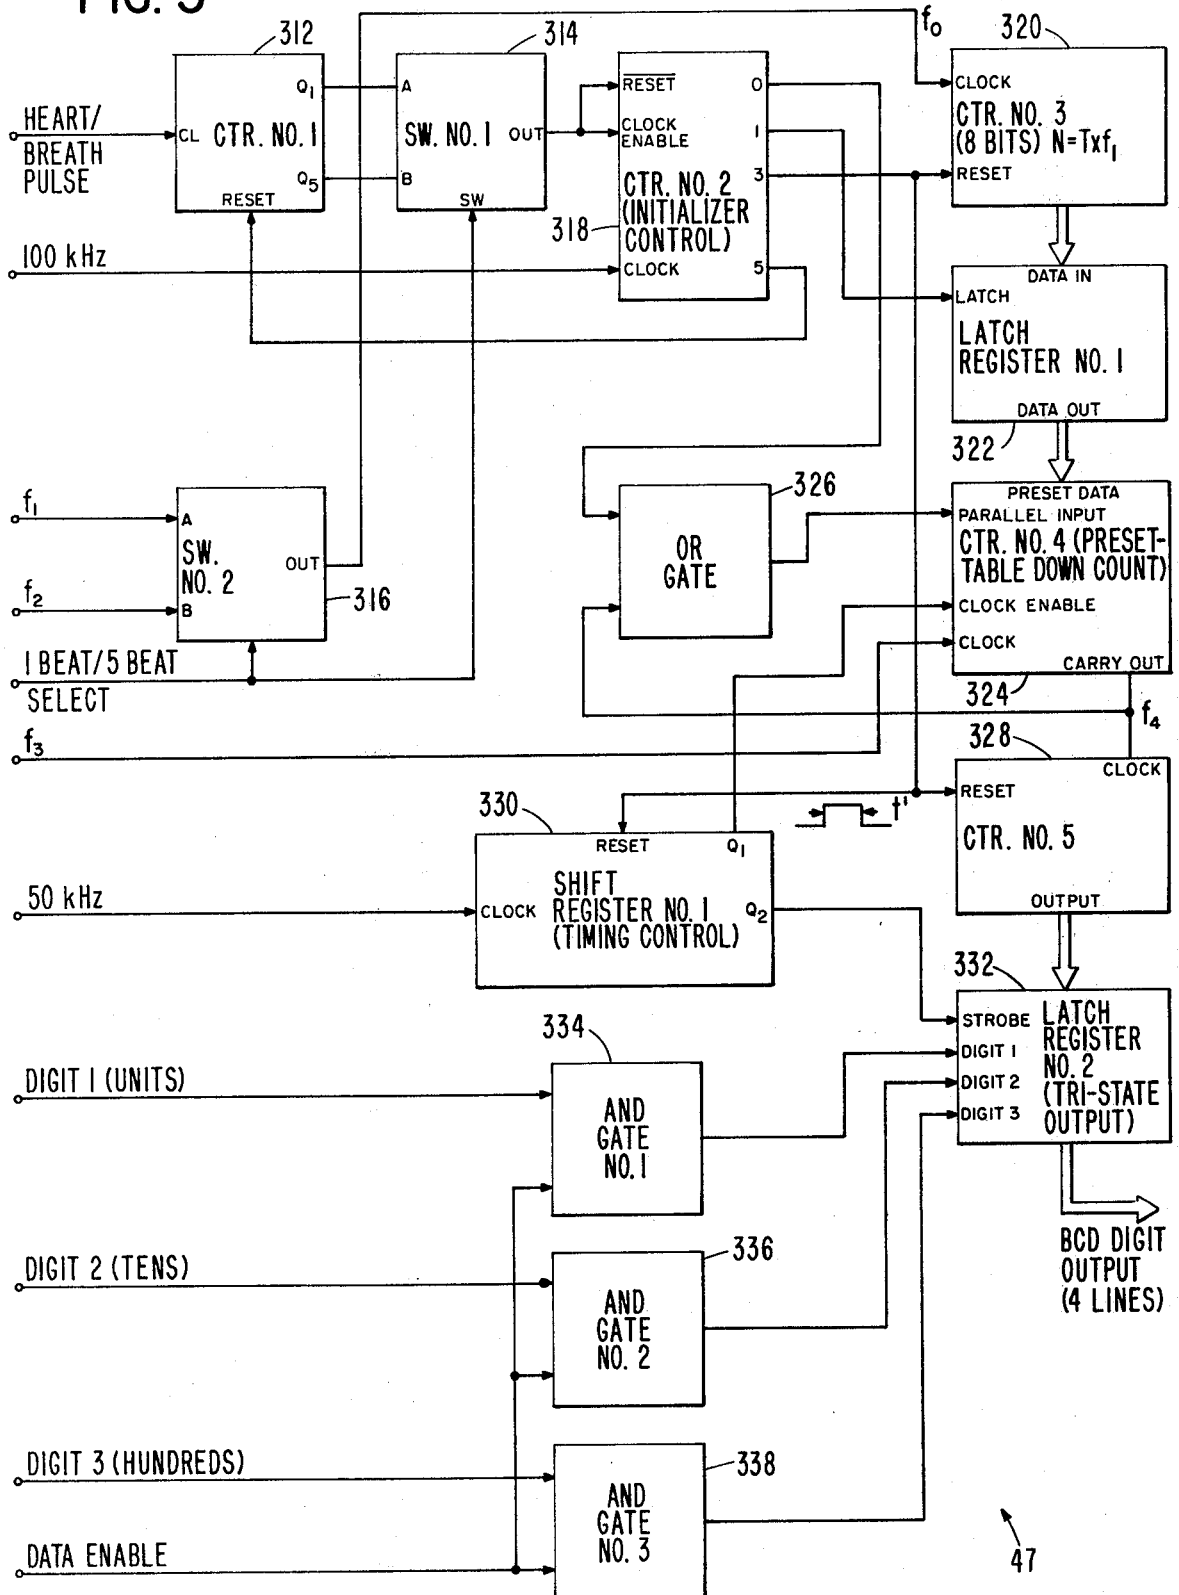 FIG. 5
312
314
f0
320
HEART/
BREATH
PULSE
CL
CTR. NO. 1
Q1
Q5
RESET
A
SW. NO. 1
OUT
B
SW
RESET
CLOCK
ENABLE
CTR. NO. 2
(INITIALIZER
CONTROL)
CLOCK
0
1
3
5
318
CLOCK
CTR. NO. 3
(8 BITS) N=Txf1
RESET
100 kHz
DATA IN
LATCH
LATCH
REGISTER NO. 1
DATA OUT
322
326
f1
f2
A
SW.
NO. 2
OUT
B
316
OR
GATE
PRESET DATA
PARALLEL INPUT
CTR. NO. 4 (PRESET-
TABLE DOWN COUNT)
CLOCK ENABLE
CLOCK
CARRY OUT
324
1 BEAT/5 BEAT
SELECT
f3
f4
328
CLOCK
RESET
CTR. NO. 5
OUTPUT
330
t'
RESET
Q1
SHIFT
REGISTER NO. 1
(TIMING CONTROL)
CLOCK
Q2
50 kHz
332
STROBE
DIGIT 1
DIGIT 2
DIGIT 3
LATCH
REGISTER
NO. 2
(TRI-STATE
OUTPUT)
334
DIGIT 1 (UNITS)
AND
GATE
NO. 1
BCD DIGIT
OUTPUT
(4 LINES)
336
DIGIT 2 (TENS)
AND
GATE
NO. 2
338
DIGIT 3 (HUNDREDS)
AND
GATE
NO. 3
DATA ENABLE
47